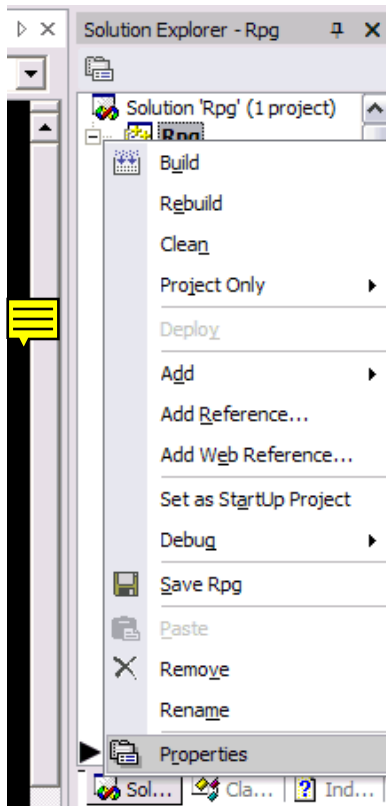 Solution Explorer - Rpg
Solution 'Rpg' (1 project)
Rpg
Build
Rebuild
Clean
Project Only
Deploy
Add
Add Reference...
Add Web Reference...
Set as StartUp Project
Debug
Save Rpg
Paste
Remove
Rename
Properties
Sol... Cla... Ind...